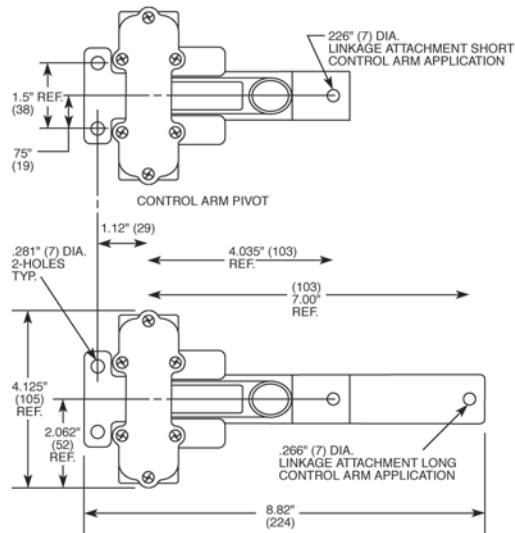 .226" (7) DIA.
LINKAGE ATTACHMENT SHORT
CONTROL ARM APPLICATION
1.5" REF.
(38)
75"
(19)
CONTROL ARM PIVOT
1.12" (29)
.281" (7) DIA.
2-HOLES
TYP.
4.035" (103)
REF.
(103)
7.00"
REF.
4.125"
(105)
REF.
2.062"
(52)
REF.
.266" (7) DIA.
LINKAGE ATTACHMENT LONG
CONTROL ARM APPLICATION
8.82"
(224)